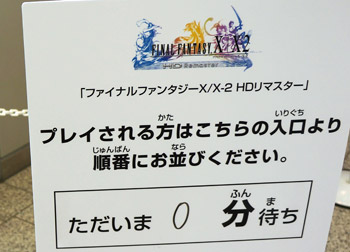 FINAL FANTASY X/X-2
HD Remaster
「ファイナルファンタジーX/X-2 HDリマスター」
プレイされる方はこちらの入口より
順番にお並びください。
ただいま 0 分待ち